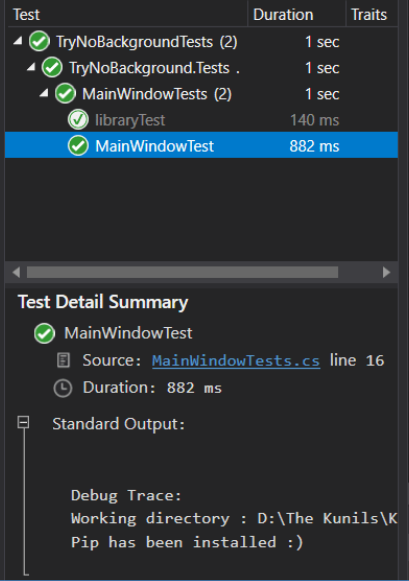 Test Duration Traits
TryNoBackgroundTests (2) 1 sec
TryNoBackground.Tests . 1 sec
MainWindowTests (2) 1 sec
libraryTest 140 ms
MainWindowTest 882 ms
Test Detail Summary
MainWindowTest
Source: MainWindowTests.cs line 16
Duration: 882 ms
Standard Output:
Debug Trace:
Working directory : D:\The Kunils\K
Pip has been installed :)